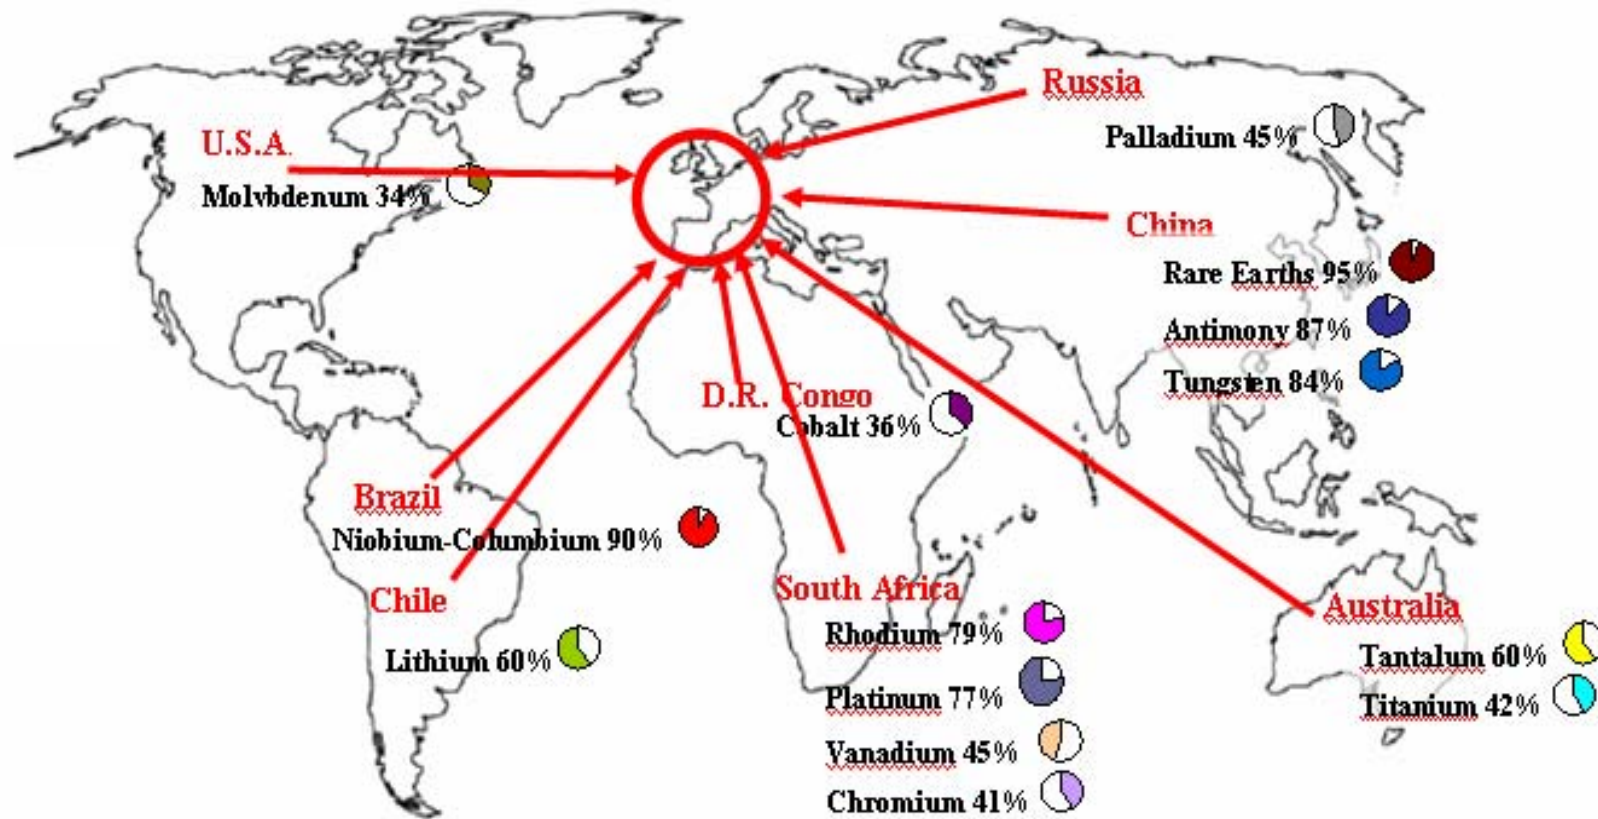 Russia
Palladium 45%
U.S.A.
Molybdenum 34%
China
Rare Earths 95%
Antimony 87%
Tungsten 84%
D.R. Congo
Cobalt 36%
Brazil
Niobium-Columbium 90%
Chile
Lithium 60%
South Africa
Rhodium 79%
Platinum 77%
Vanadium 45%
Chromium 41%
Australia
Tantalum 60%
Titanium 42%